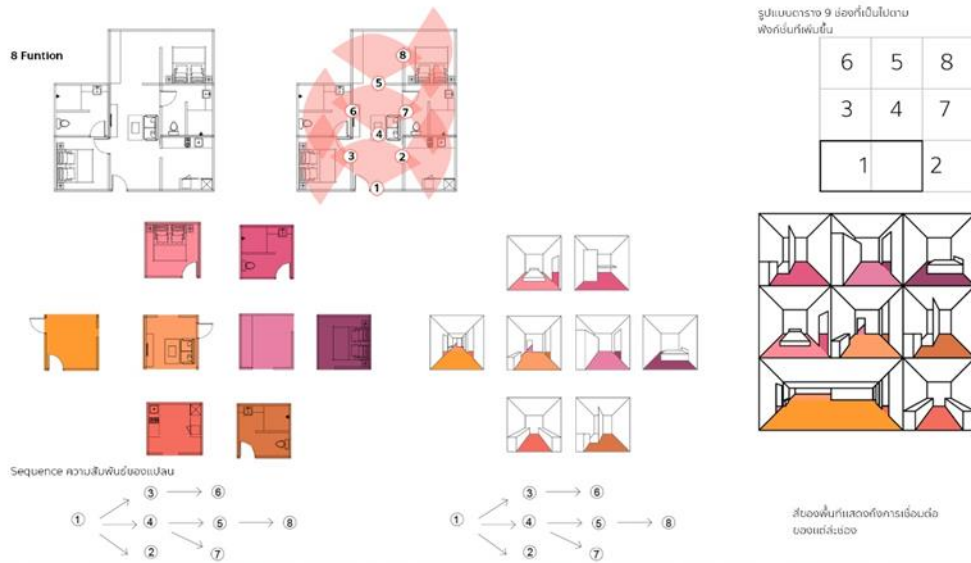 8 Funtion
8
5
6
7
4
3
2
1
รูปแบบตาราง 9 ช่องที่เป็นไปตาม
ฟังก์ชั่นที่เพิ่มขึ้น
6 5 8
3 4 7
1 2
Sequence ความสัมพันธ์ของแปลน
3 6
1 4 5 8
2 7
3 6
1 4 5 8
2 7
สีของพื้นที่แสดงถึงการเชื่อมต่อ
ของแต่ละช่อง